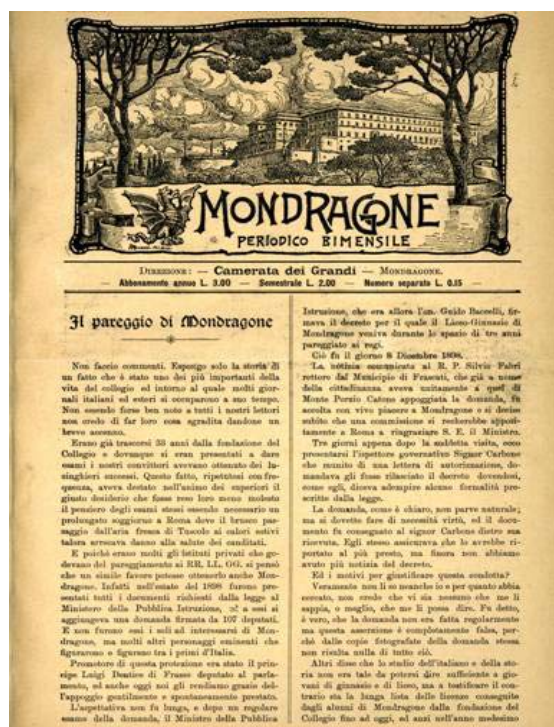 MONDRAGONE
PERIODICO BIMENSILE
DIREZIONE: — Camerata dei Grandi — MONDRAGONE.
— Abbonamento annuo L. 3.00 — Semestrale L. 2.00 — Numero separato L. 0.15 —
Il pareggio di Mondragone
Non faccio commenti. Espongo solo la storia di
un fatto che è stato uno dei più importanti della
vita del collegio ed intorno al quale molti gior-
nali italiani ed esteri si occuparono a suo tempo.
Non essendo forse ben note a tutti i nostri lettori
non credo di far loro cosa sgradita dandone un
breve accenno.
Erano già trascorsi 33 anni dalla fondazione del
Collegio e dovunque si eran presentati a dare
esami i nostri convittori avevano ottenuto dei lu-
singhieri successi. Questo fatto, ripetutosi con fre-
quenza, aveva destato nell'animo dei superiori il
giusto desiderio che fosse reso loro meno molesto
il pensiero degli esami stessi essendo necessario un
prolungato soggiorno a Roma dove il brusco pas-
saggio dall'aria fresca di Tuscolo ai calori estivi
talora arrecava danno alla salute dei candidati.
E poichè erano molti gli Istituti privati che go-
devano del pareggiamento ai RR. LL. GG. si pensò
che un simile favore potesse ottenerlo anche Mon-
dragone. Infatti nell'estate del 1898 furono pre-
sentati tutti i documenti richiesti dalla legge al
Ministero della Pubblica Istruzione, ed a essi si
aggiungeva una domanda firmata da 107 deputati.
E non furono essi i soli ad interessarsi di Mon-
dragone, ma molti altri personaggi eminenti che
figurarono e figurano tra i primi d'Italia.
Promotore di questa protezione era stato il prin-
cipe Luigi Dentice di Frasso deputato al parla-
mento, ed anche oggi noi gli rendiamo grazie del-
l'appoggio gentilmente e spontaneamente prestato.
L'aspettativa non fu lunga, e dopo un regolare
esame della domanda, il Ministro della Pubblica
Istruzione, che era allora l'on. Guido Baccelli, fir-
mava il decreto per il quale il Liceo-Ginnasio di
Mondragone veniva durante lo spazio di tre anni
pareggiato ai regi.
Ciò fu il giorno 8 Dicembre 1898.
La notizia comunicata al R. P. Silvio Fabri
rettore dal Municipio di Frascati, che già a nome
della cittadinanza aveva unitamente a quel di
Monte Porzio Catone appoggiata la domanda, fu
accolta con vivo piacere a Mondragone e si decise
subito che una commissione si recherebbe apposi-
tamente a Roma a ringraziare S. E. il Ministro.
Tre giorni appena dopo la suddetta visita, ecco
presentarsi l'ispettore governativo Signor Carbone
che munito di una lettera di autorizzazione, do-
mandava gli fosse rilasciato il decreto dovendosi,
come egli, diceva adempire alcune formalità pre-
scritte dalla legge.
La domanda, come è chiaro, non parve naturale;
ma si dovette fare di necessità virtù, ed il docu-
mento fu consegnato al signor Carbone dietro sua
ricevuta. Egli stesso assicurava che lo avrebbe ri-
portato al più presto, ma finora non abbiamo
avuto più notizia del decreto.
Ed i motivi per giustificare questa condotta?
Veramente non li so neanche io e per quanto abbia
cercato, non credo che vi sia nessuno che me li
sappia, o meglio, che me li possa dire. Fu detto,
è vero, che la domanda non era fatta regolarmente
ma questa asserzione è completamente falsa, per-
chè dalle copie fotografate della domanda stessa
non risulta nulla di tutto ciò.
Altri disse che lo studio dell'italiano e della sto-
ria non era tale da potersi dire sufficiente a gio-
vani di ginnasio e di liceo, ma a testificare il con-
trario sta la lunga lista delle licenze conseguite
dagli alunni di Mondragone dalla fondazione del
Collegio fino ad oggi, ed anzi nell'anno medesimo